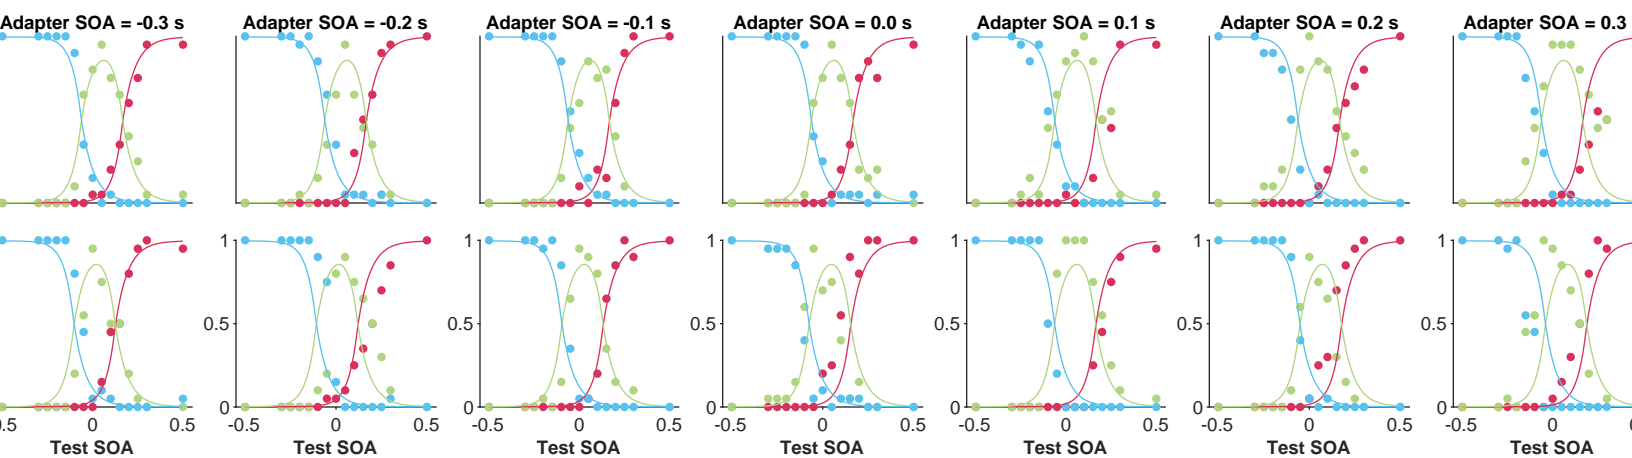 Adapter SOA = -0.3 s
Adapter SOA = -0.2 s
Adapter SOA = -0.1 s
Adapter SOA = 0.0 s
Adapter SOA = 0.1 s
Adapter SOA = 0.2 s
Adapter SOA = 0.3
1
0.5
0
1
0.5
0
1
0.5
0
1
0.5
0
1
0.5
0
1
0.5
0
0.5 0 0.5
-0.5 0 0.5
-0.5 0 0.5
-0.5 0 0.5
-0.5 0 0.5
-0.5 0 0.5
-0.5 0
Test SOA
Test SOA
Test SOA
Test SOA
Test SOA
Test SOA
Test SOA